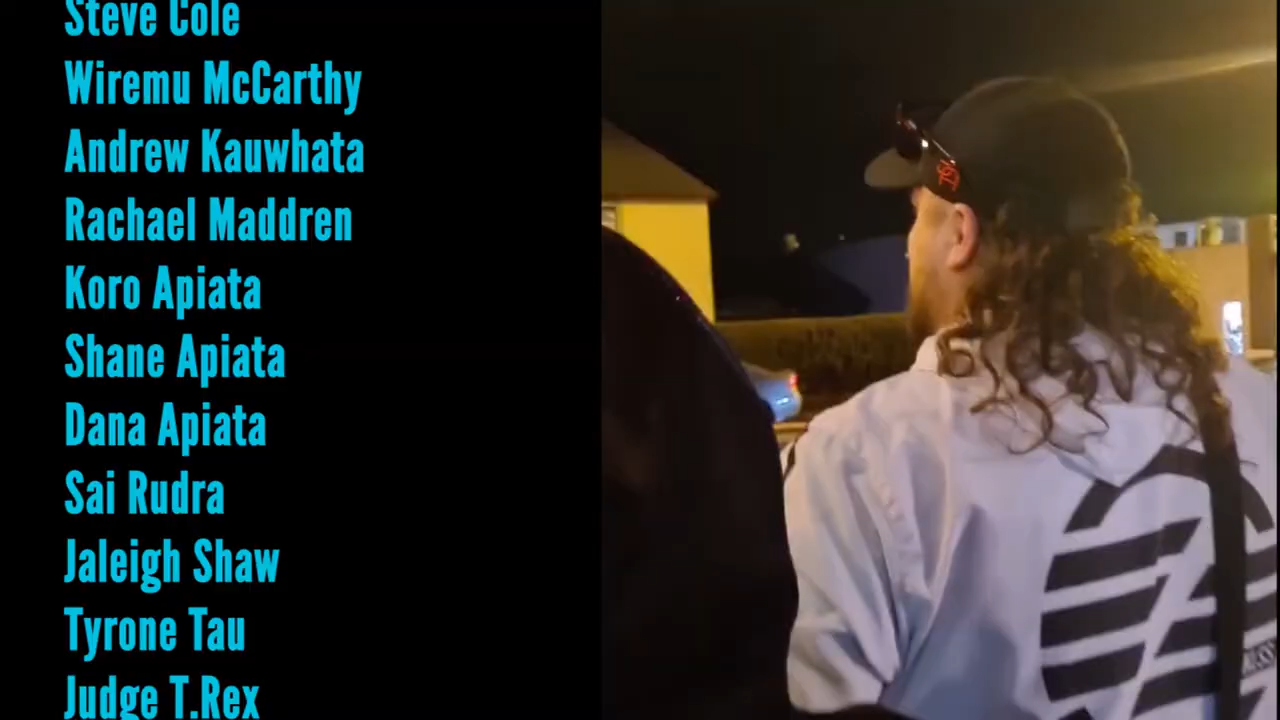 Steve Cole
Wiremu McCarthy
Andrew Kauwhata
Rachael Maddren
Koro Apiata
Shane Apiata
Dana Apiata
Sai Rudra
Jaleigh Shaw
Tyrone Tau
Judge T.Rex